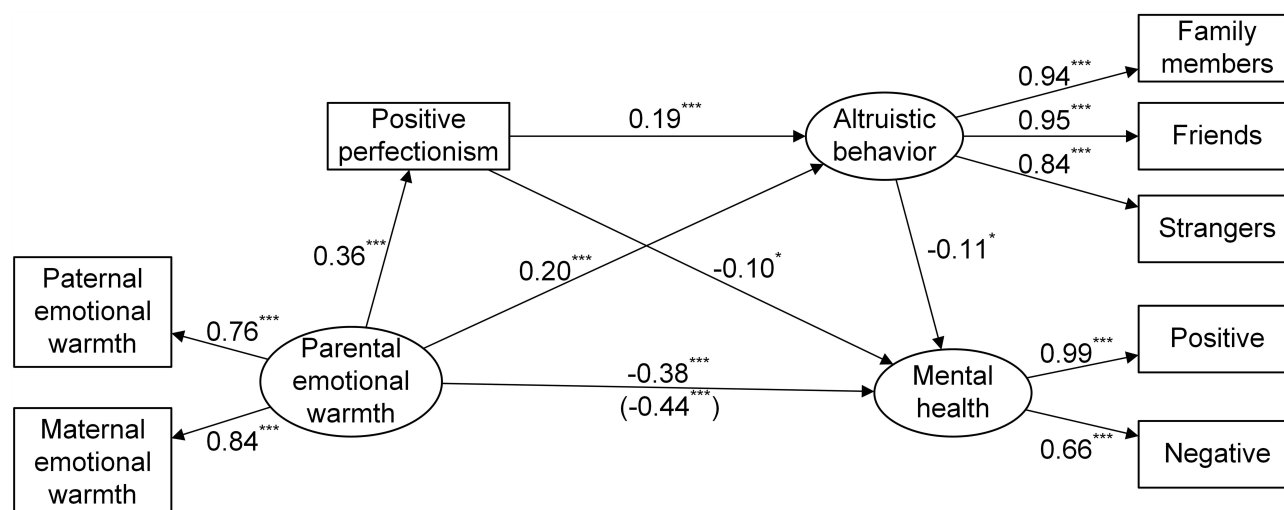 Family
members
0.94***
Positive
perfectionism
0.19***
Altruistic
behavior
0.95***
Friends
0.84***
Strangers
0.36***
0.20***
-0.10*
-0.11*
Paternal
emotional
warmth
0.76***
Parental
emotional
warmth
-0.38***
(-0.44***)
Mental
health
0.99***
Positive
Maternal
emotional
warmth
0.84***
0.66***
Negative